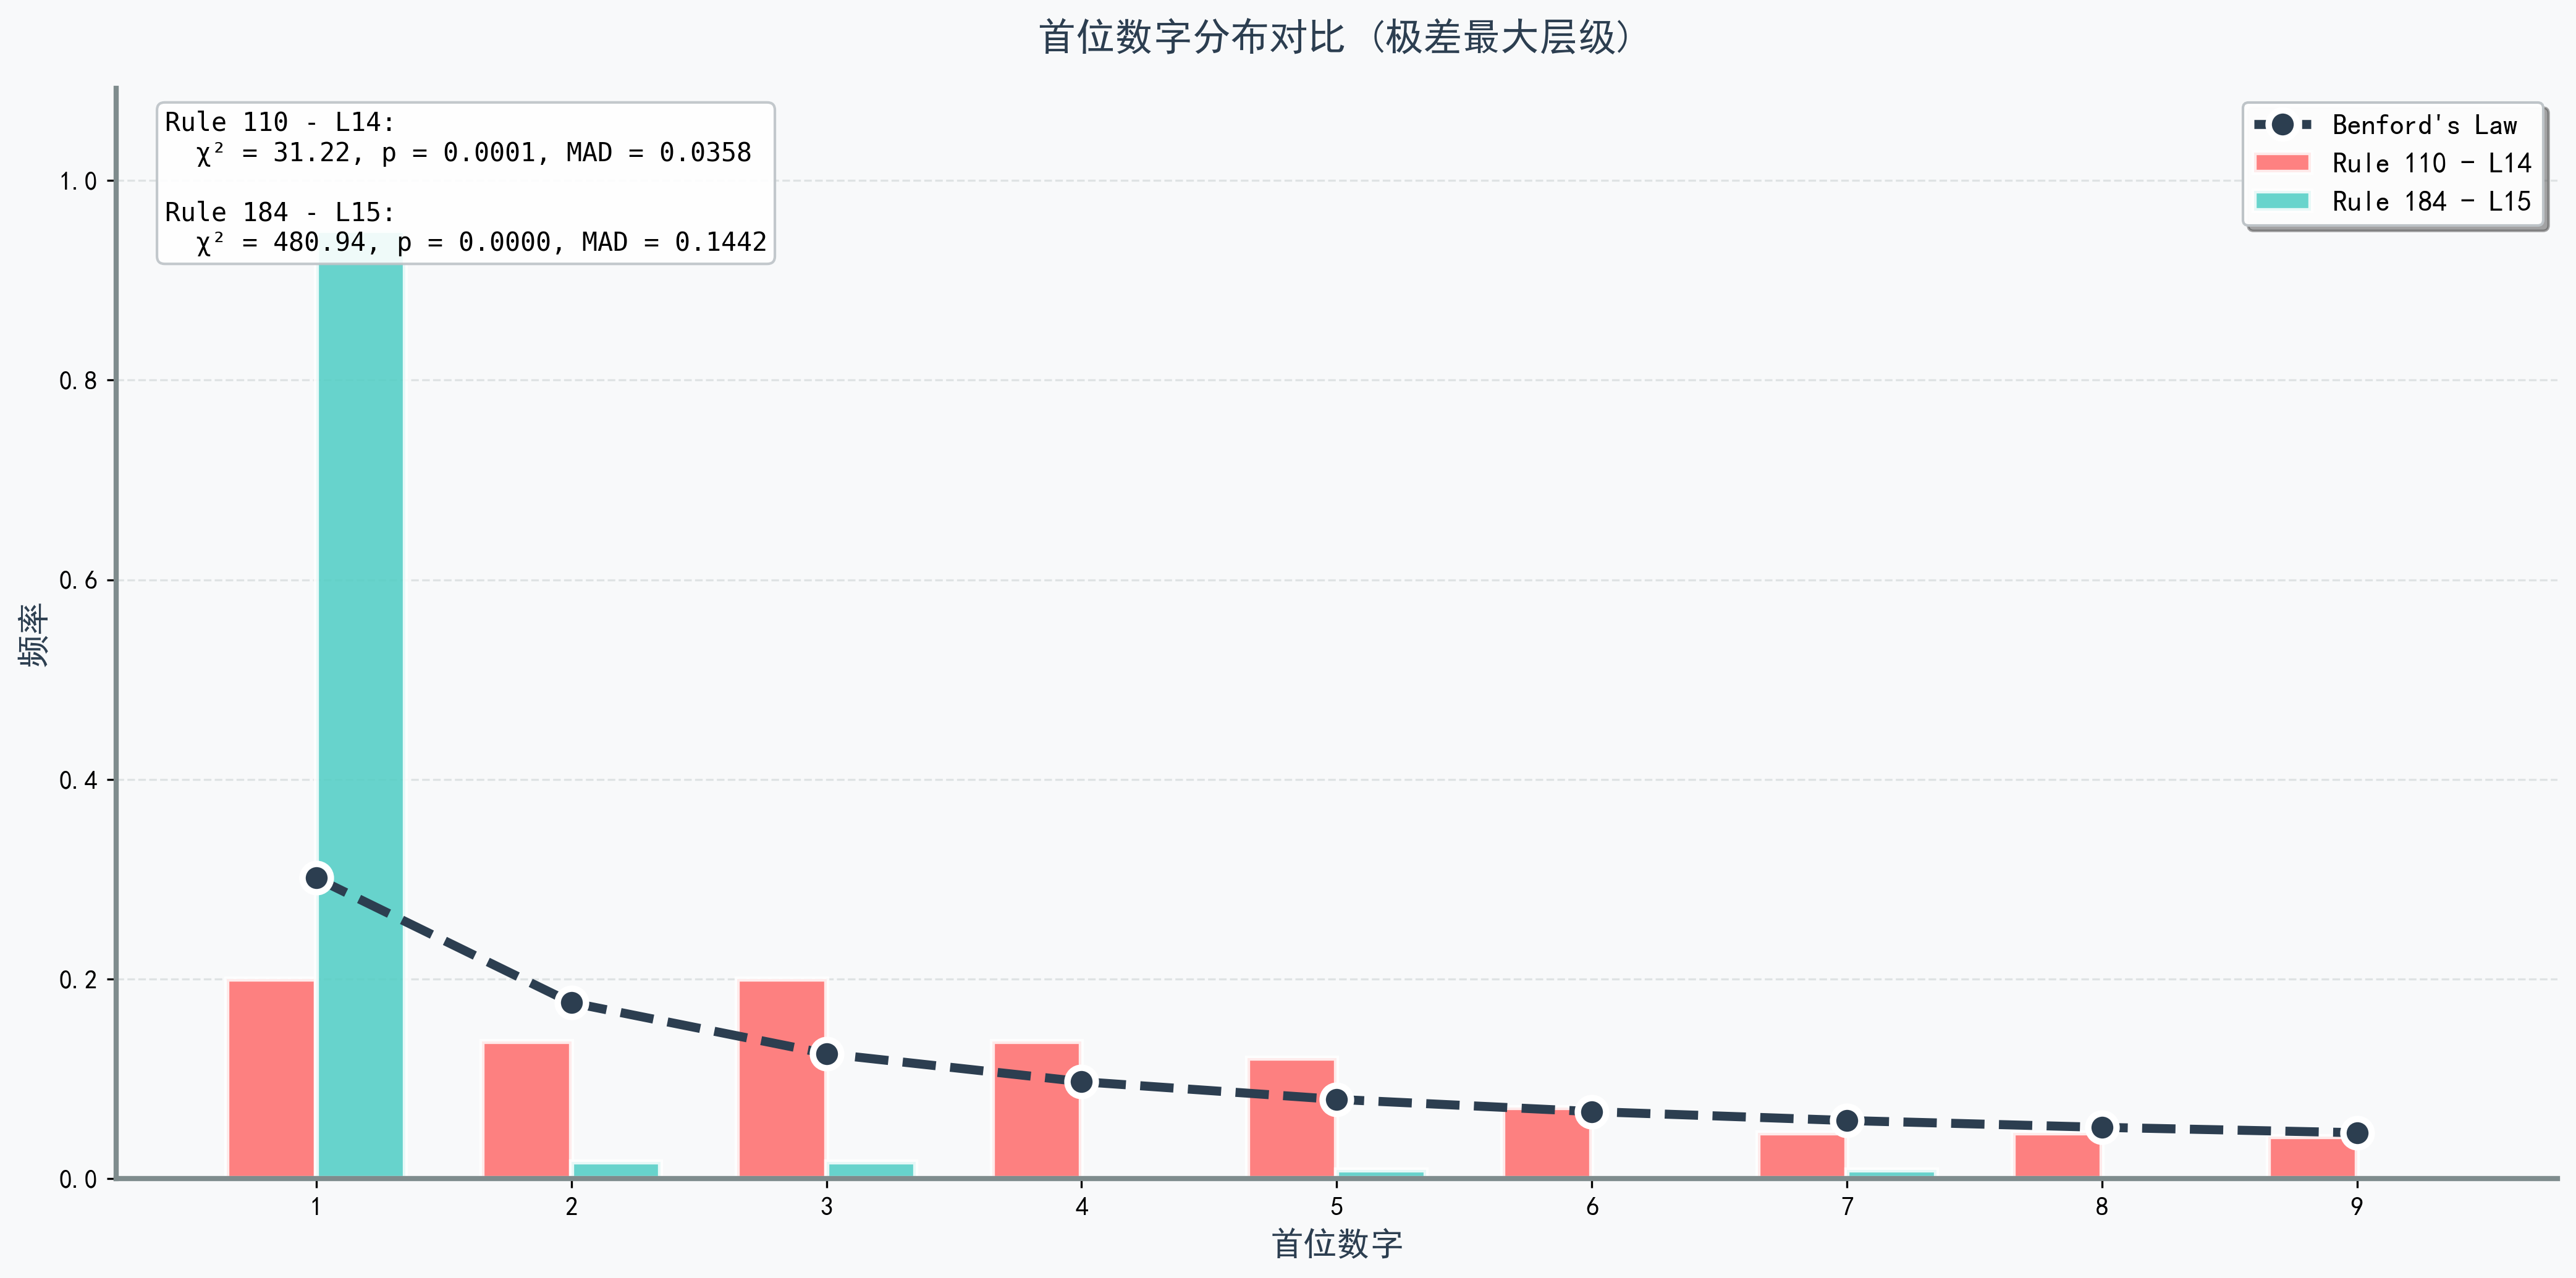 首位数字分布对比 (极差最大层级)
Rule 110 - L14:
χ² = 31.22, p = 0.0001, MAD = 0.0358
Rule 184 - L15:
χ² = 480.94, p = 0.0000, MAD = 0.1442
Benford's Law
Rule 110 - L14
Rule 184 - L15
频率
1.0
0.8
0.6
0.4
0.2
0.0
1 2 3 4 5 6 7 8 9
首位数字